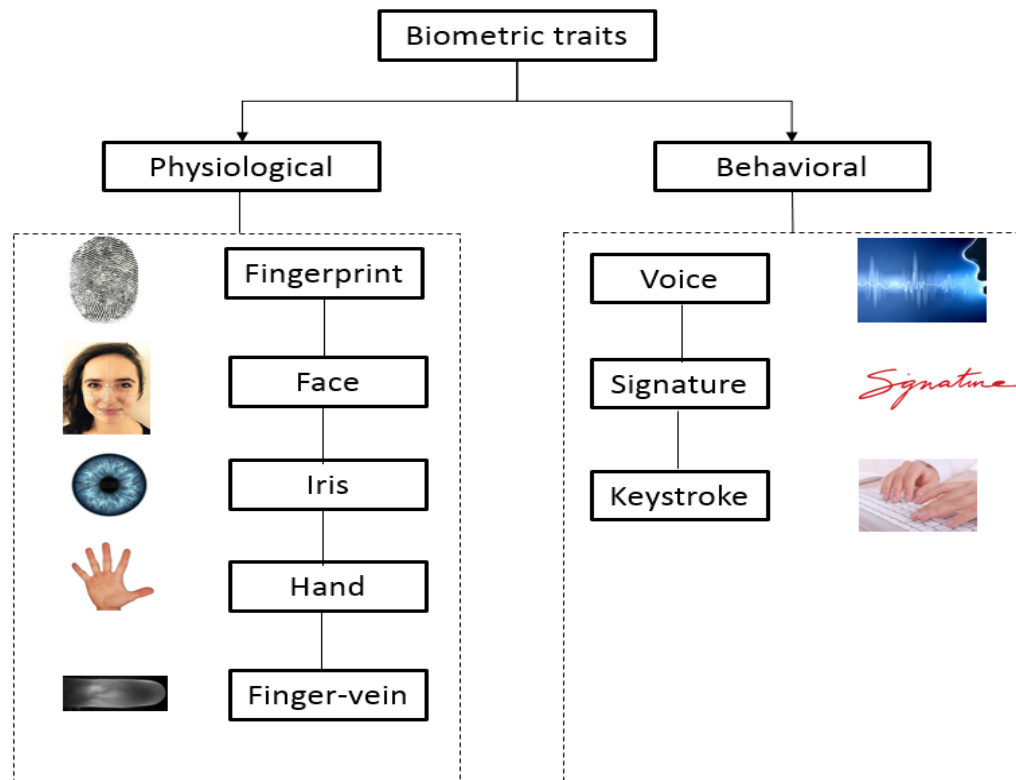 Biometric traits
Physiological
Behavioral
Fingerprint
Face
Iris
Hand
Finger-vein
Voice
Signature
Keystroke
Signature